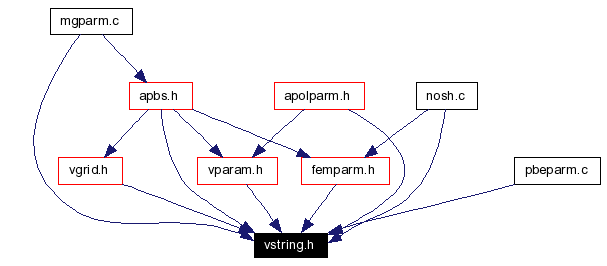 mgparm.c
apbs.h
apolparm.h
nosh.c
vgrid.h
vparam.h
femparm.h
pbeparm.c
vstring.h